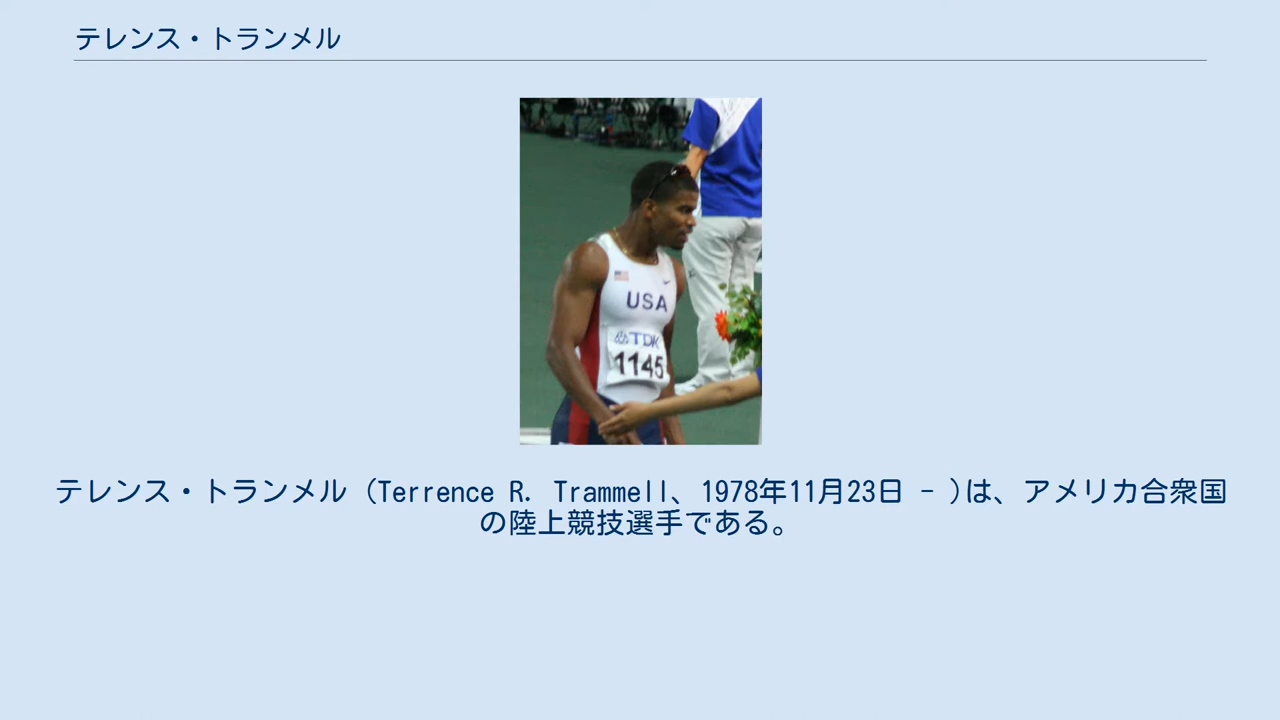 テレンス・トランメル
USA
TDK
1145
テレンス・トランメル (Terrence R. Trammell、1978年11月23日 - )は、アメリカ合衆国
の陸上競技選手である。